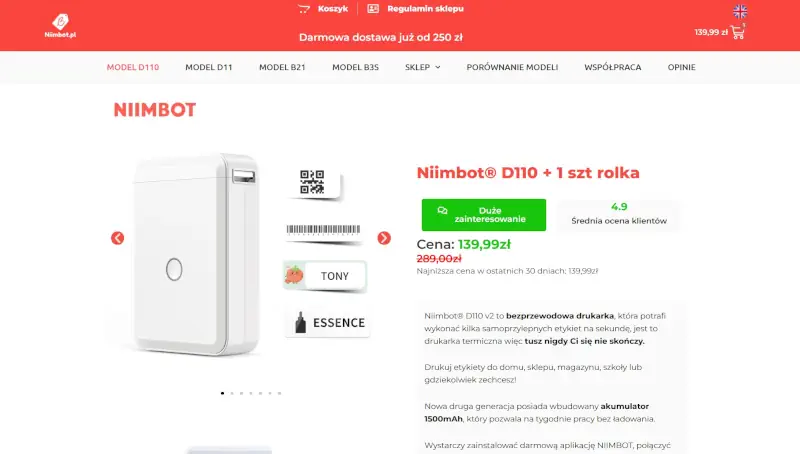 Koszyk
Regulamin sklepu
Niimbot.pl
Darmowa dostawa już od 250 zł
139,99 zł
1
MODEL D110
MODEL D11
MODEL B21
MODEL B3S
SKLEP
PORÓWNANIE MODELI
WSPÓŁPRACA
OPINIE
NIIMBOT
TONY
ESSENCE
Niimbot® D110 + 1 szt rolka
Duże
zainteresowanie
4.9
Średnia ocena klientów
Cena: 139,99zł
289,00zł
Najniższa cena w ostatnich 30 dniach: 139,99zł
Niimbot® D110 v2 to bezprzewodowa drukarka, która potrafi
wykonać kilka samoprzylepnych etykiet na sekundę, jest to
drukarka termiczna więc tusz nigdy Ci się nie skończy.
Drukuj etykiety do domu, sklepu, magazynu, szkoły lub
gdziekolwiek zechcesz!
Nowa druga generacja posiada wbudowany akumulator
1500mAh, który pozwala na tygodnie pracy bez ładowania.
Wystarczy zainstalować darmową aplikację NIIMBOT, połączyć